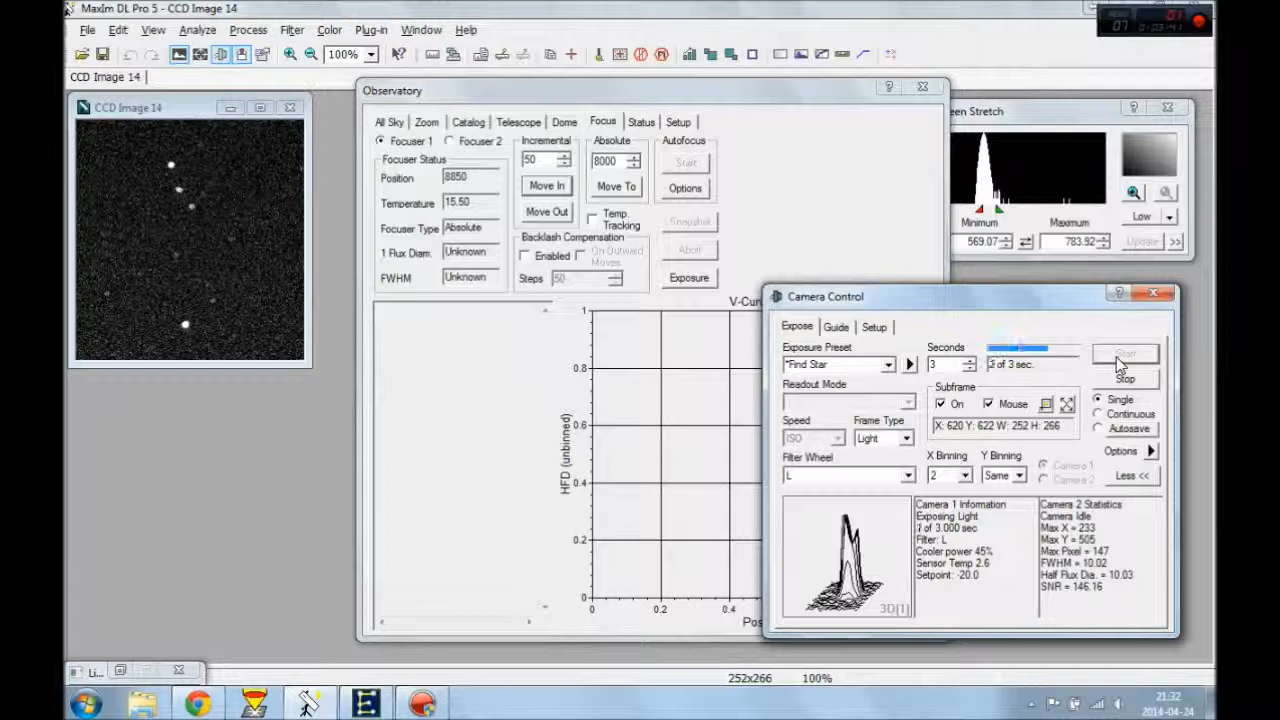 MaxIm DL Pro 5 - CCD Image 14
File Edit View Analyze Process Filter Color Plug-in Window Help
07
0:03:41
100%
CCD Image 14
CCD Image 14
Observatory
All Sky Zoom Catalog Telescope Dome Focus Status Setup
Focuser 1 Focuser 2
Focuser Status
Position 8850
Temperature 15.50
Focuser Type Absolute
1 Flux Diam. Unknown
FWHM Unknown
Incremental
50
Move In
Move Out
Absolute
8000
Move To
Temp. Tracking
Backlash Compensation
Enabled On Outward Moves
Steps 50
Autofocus
Start
Options
Snapshot
Abort
Exposure
V-Cur
HFD (unbinned)
1
0.8
0.6
0.4
0.2
0
0 0.2 0.4
Pos
een Stretch
Minimum Maximum
569.07 783.92
Low
Update >>
Camera Control
Expose Guide Setup
Exposure Preset
*Find Star
Readout Mode
Speed
ISO
Frame Type
Light
Filter Wheel
L
Seconds
3
of 3 sec.
Subframe
On Mouse
X: 620 Y: 622 W: 252 H: 266
X Binning Y Binning
2 Same
Start
Stop
Single
Continuous
Autosave
Options
Camera 1
Camera 2
Less <<
3D[1]
Camera 1 Information
Exposing Light
of 3.000 sec
Filter: L
Cooler power 45%
Sensor Temp 2.6
Setpoint: -20.0
Camera 2 Statistics
Camera Idle
Max X = 233
Max Y = 505
Max Pixel = 147
FWHM = 10.02
Half Flux Dia. = 10.03
SNR = 146.16
Li...
252x266 100%
21:32
2014-04-24